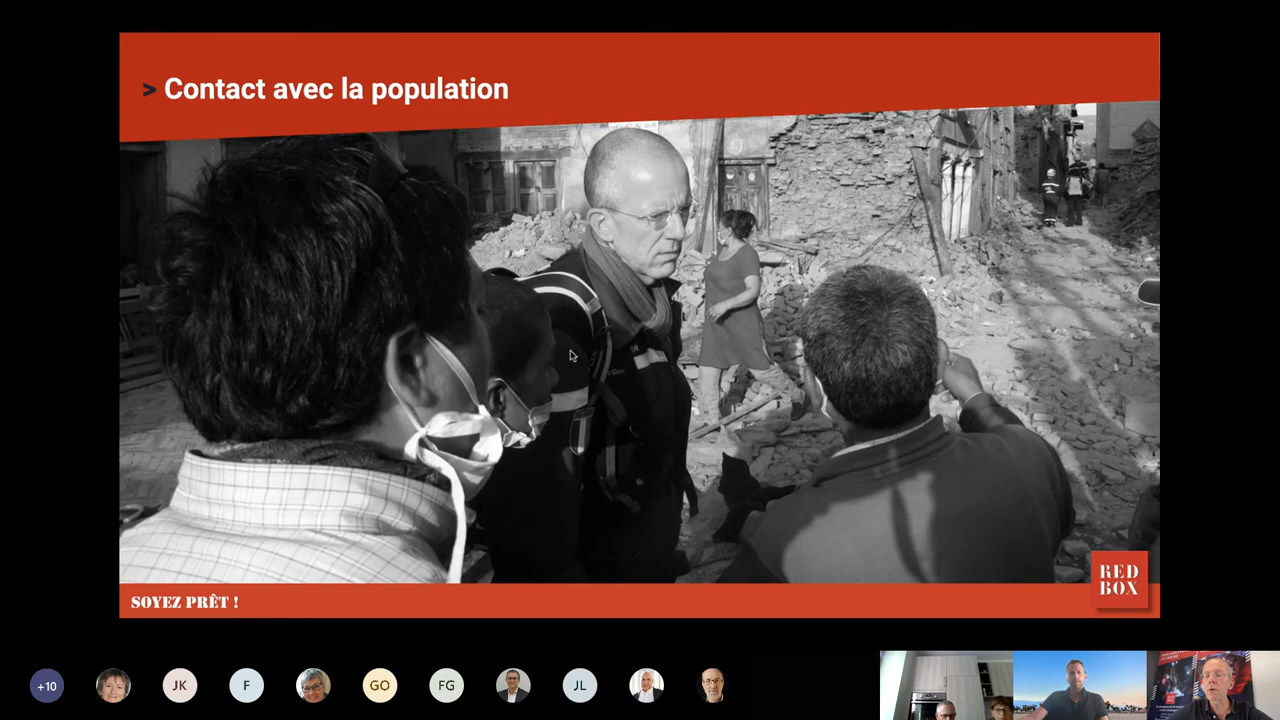 > Contact avec la population
SOYEZ PRÊT !
RED
BOX
+10
JK
F
GO
FG
JL